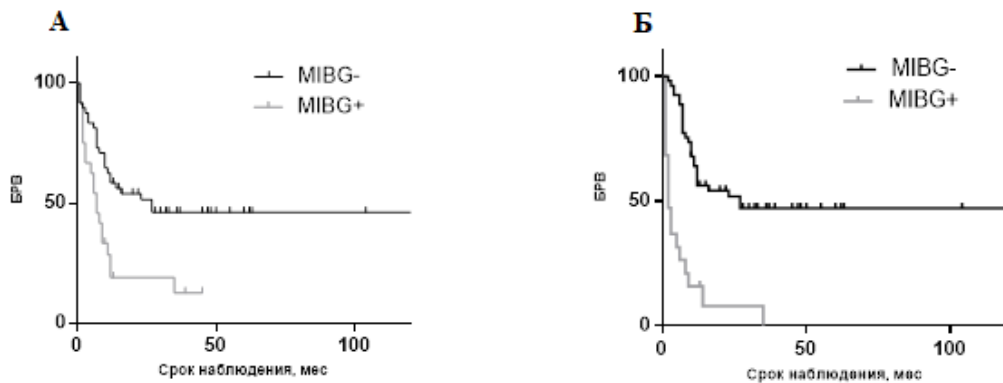 А
MIBG-
MIBG+
100
50
0
БРВ
0 50 100
Срок наблюдения, мес
Б
MIBG-
MIBG+
100
50
0
БРВ
0 50 100
Срок наблюдения, мес